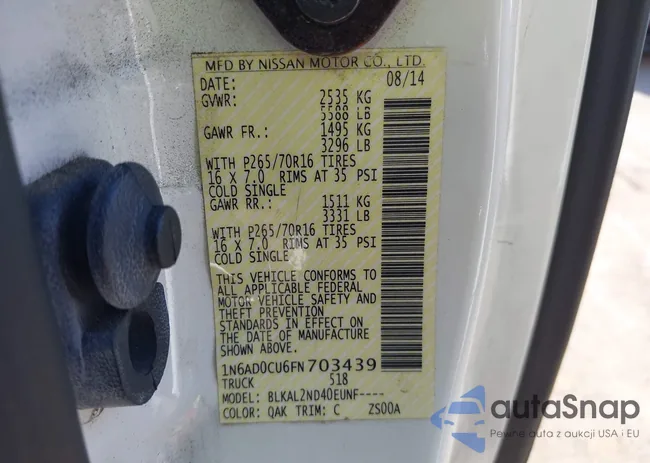 MFD BY NISSAN MOTOR CO., LTD.
DATE: 08/14
GVWR: 2535 KG
5588 LB
GAWR FR.: 1495 KG
3296 LB
WITH P265/70R16 TIRES
16 X 7.0 RIMS AT 35 PSI
COLD SINGLE
GAWR RR.: 1511 KG
3331 LB
WITH P265/70R16 TIRES
16 X 7.0 RIMS AT 35 PSI
COLD SINGLE
THIS VEHICLE CONFORMS TO
ALL APPLICABLE FEDERAL
MOTOR VEHICLE SAFETY AND
THEFT PREVENTION
STANDARDS IN EFFECT ON
THE DATE OF MANUFACTURE
SHOWN ABOVE.
1N6AD0CU6FN703439
TRUCK 518
MODEL: BLKAL2ND40EUNF----
COLOR: QAK TRIM: C ZS00A
autoSnap
Pewne auta z aukcji USA i EU